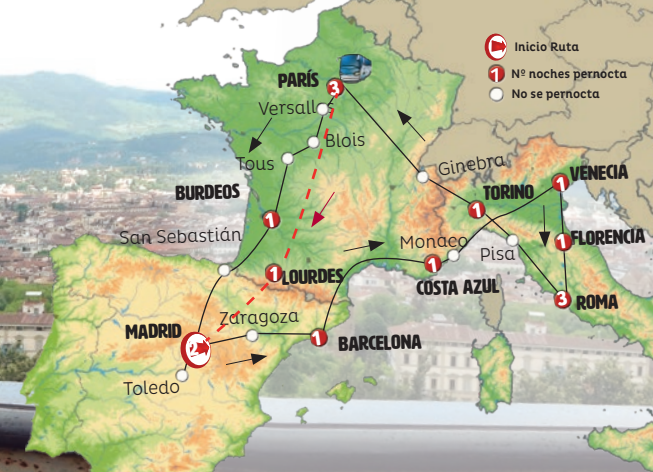 Inicio Ruta
1 Nº noches pernocta
No se pernocta
PARÍS
3
Versalles
Blois
Tous
Ginebra
VENECIA
1
BURDEOS
1
TORINO
1
San Sebastián
Monaco
Pisa
FLORENCIA
1
LOURDES
1
COSTA AZUL
1
ROMA
3
MADRID
2
Zaragoza
BARCELONA
1
Toledo